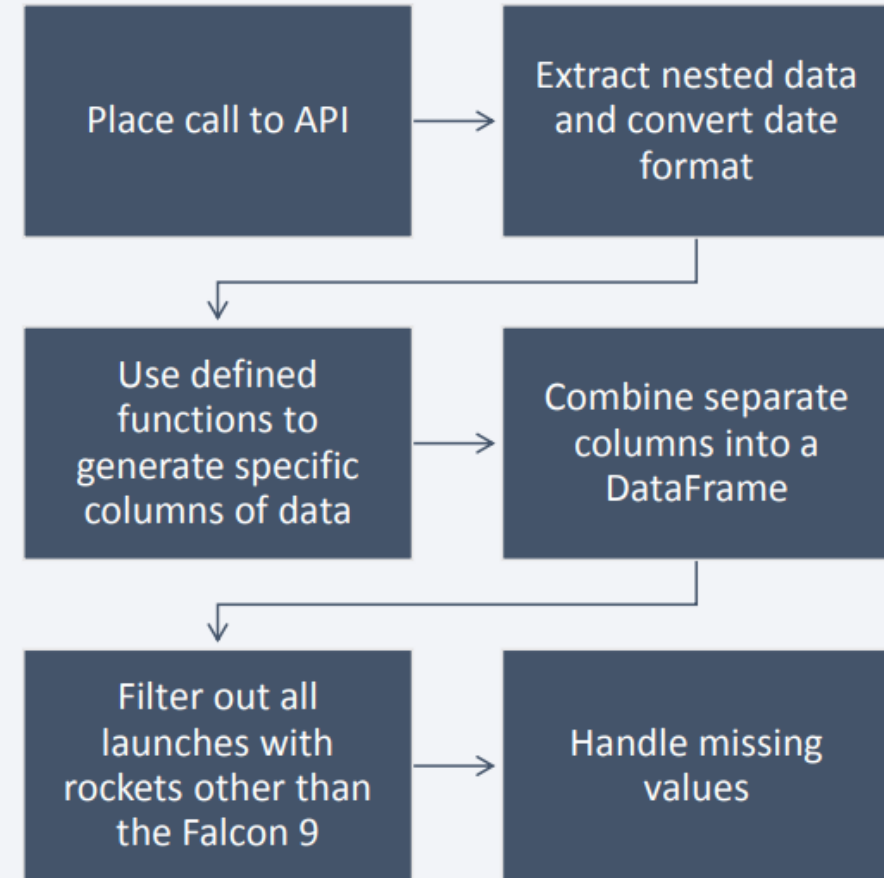 Place call to API
Extract nested data
and convert date
format
Use defined
functions to
generate specific
columns of data
Combine separate
columns into a
DataFrame
Filter out all
launches with
rockets other than
the Falcon 9
Handle missing
values